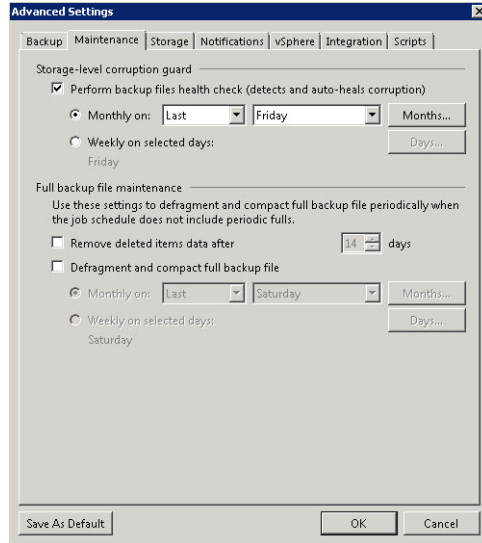 Advanced Settings
Backup Maintenance Storage Notifications vSphere Integration Scripts
Storage-level corruption guard
Perform backup files health check (detects and auto-heals corruption)
Monthly on: Last Friday Months...
Weekly on selected days: Days...
Friday
Full backup file maintenance
Use these settings to defragment and compact full backup file periodically when
the job schedule does not include periodic fulls.
Remove deleted items data after 14 days
Defragment and compact full backup file
Monthly on: Last Saturday Months...
Weekly on selected days: Days...
Saturday
Save As Default OK Cancel